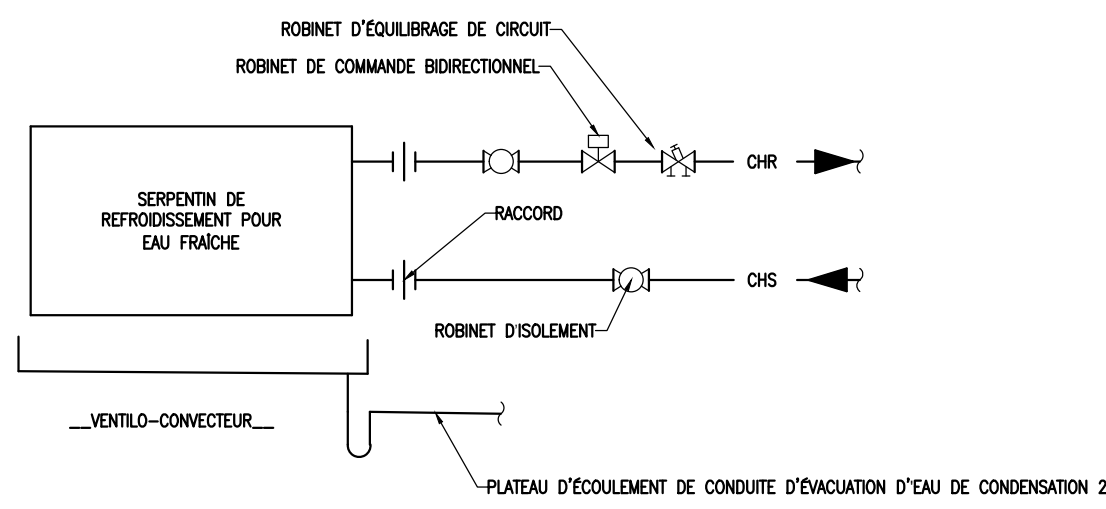 ROBINET D'ÉQUILIBRAGE DE CIRCUIT
ROBINET DE COMMANDE BIDIRECTIONNEL
SERPENTIN DE
REFROIDISSEMENT POUR
EAU FRAÎCHE
CHR
RACCORD
CHS
ROBINET D'ISOLEMENT
__VENTILO-CONVECTEUR__
PLATEAU D'ÉCOULEMENT DE CONDUITE D'ÉVACUATION D'EAU DE CONDENSATION 2